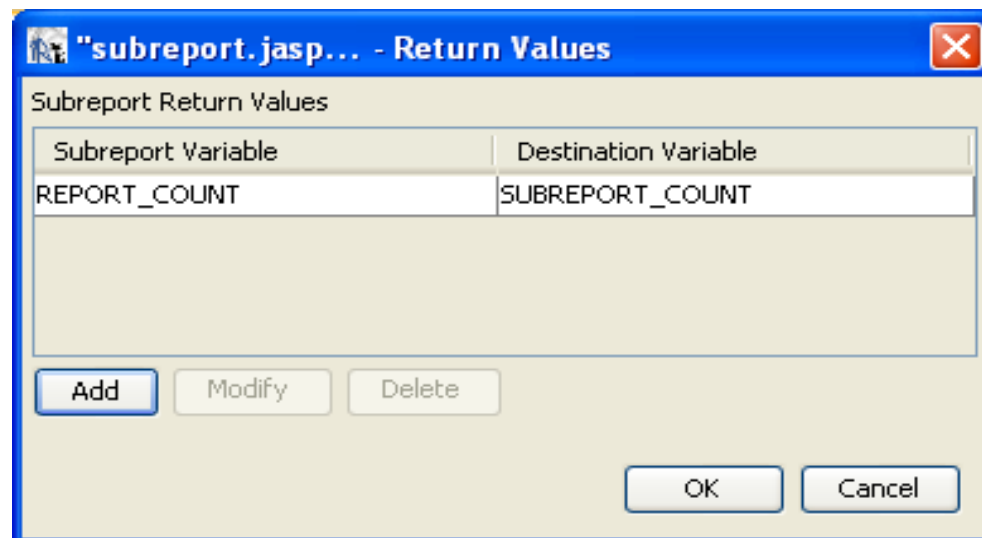 "subreport.jasp... - Return Values
Subreport Return Values
Subreport Variable Destination Variable
REPORT_COUNT SUBREPORT_COUNT
Add Modify Delete
OK Cancel